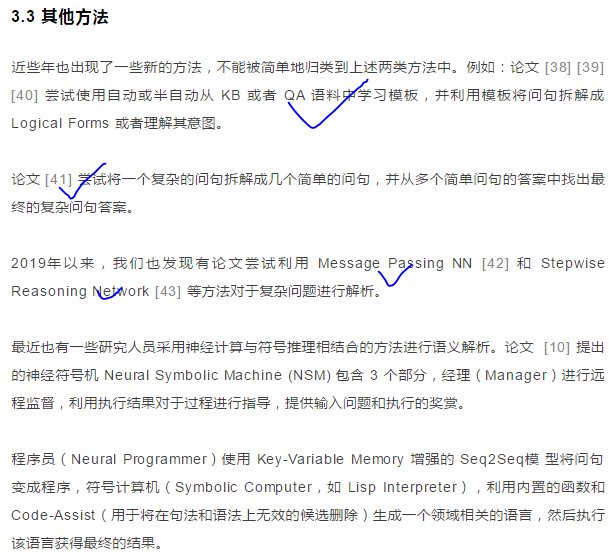 3.3 其他方法
近些年也出现了一些新的方法，不能被简单地归类到上述两类方法中。例如：论文 [38] [39]
[40] 尝试使用自动或半自动从 KB 或者 QA 语料中学习模板，并利用模板将问句拆解成
Logical Forms 或者理解其意图。
论文 [41] 尝试将一个复杂的问句拆解成几个简单的问句，并从多个简单问句的答案中找出最
终的复杂问句答案。
2019年以来，我们也发现有论文尝试利用 Message Passing NN [42] 和 Stepwise
Reasoning Network [43] 等方法对于复杂问题进行解析。
最近也有一些研究人员采用神经计算与符号推理相结合的方法进行语义解析。论文 [10] 提出
的神经符号机 Neural Symbolic Machine (NSM) 包含 3 个部分，经理（Manager）进行远
程监督，利用执行结果对于过程进行指导，提供输入问题和执行的奖赏。
程序员（Neural Programmer）使用 Key-Variable Memory 增强的 Seq2Seq模 型将问句
变成程序，符号计算机（Symbolic Computer，如 Lisp Interpreter），利用内置的函数和
Code-Assist（用于将在句法和语法上无效的候选删除）生成一个领域相关的语言，然后执行
该语言获得最终的结果。